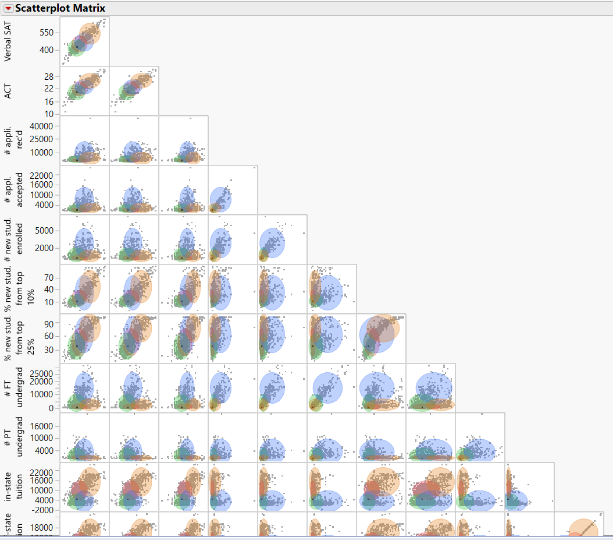 Scatterplot Matrix
Verbal SAT
550
400
ACT
28
22
16
10
# appli.
rec'd
40000
25000
10000
# appl.
accepted
22000
16000
10000
4000
# new stud.
enrolled
5000
2000
% new stud.
from top
10%
70
40
10
% new stud.
from top
25%
90
60
30
# FT
undergrad
25000
20000
10000
0
# PT
undergrad
16000
10000
4000
in-state
tuition
22000
16000
10000
4000
-2000
-state
ion
18000